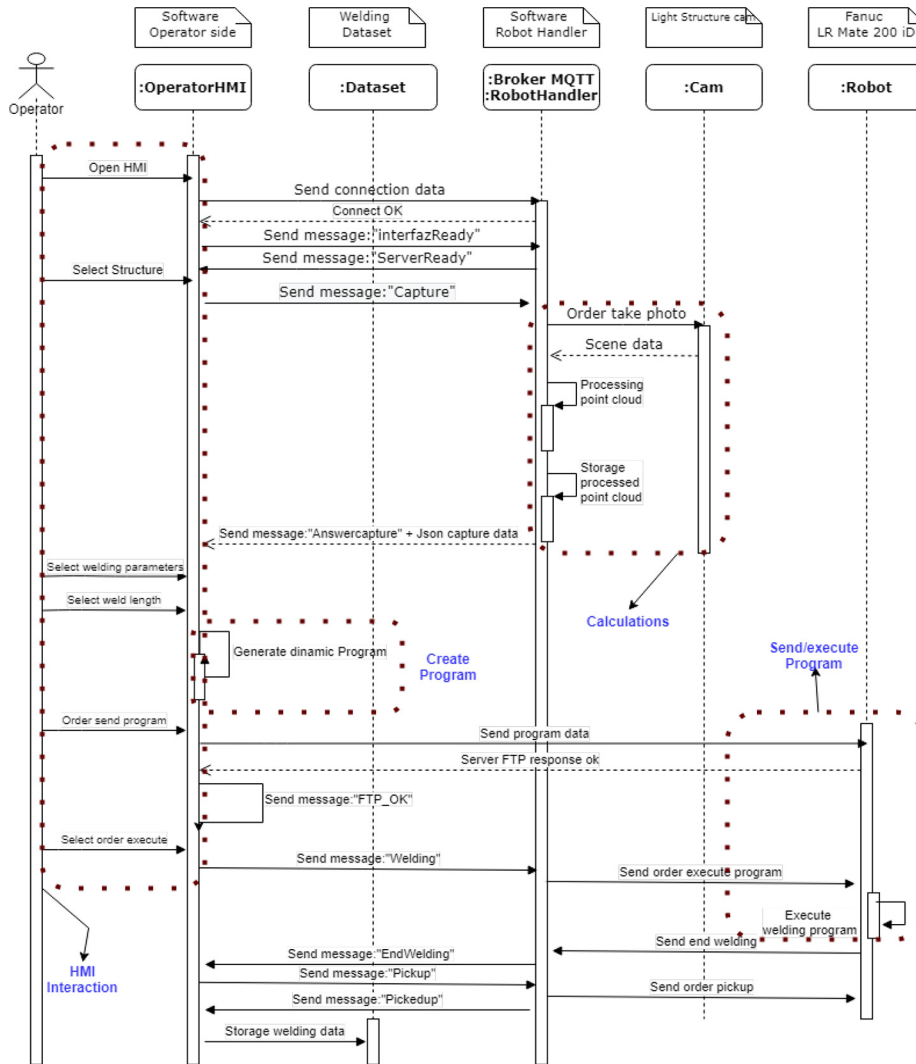 Software
Operator side
Welding
Dataset
Software
Robot Handler
Light Structure cam
Fanuc
LR Mate 200 iD
Operator
:OperatorHMI
:Dataset
:Broker MQTT
:RobotHandler
:Cam
:Robot
Open HMI
Send connection data
Connect OK
Send message:"interfazReady"
Send message:"ServerReady"
Select Structure
Send message:"Capture"
Order take photo
Scene data
Processing
point cloud
Storage
processed
point cloud
Send message:"Answercapture" + Json capture data
Select welding parameters
Select weld length
Calculations
Generate dinamic Program
Create
Program
Send/execute
Program
Order send program
Send program data
Server FTP response ok
Send message:"FTP_OK"
Select order execute
Send message:"Welding"
Send order execute program
Execute
welding program
Send end welding
Send message:"EndWelding"
HMI
Interaction
Send message:"Pickup"
Send order pickup
Send message:"Pickedup"
Storage welding data